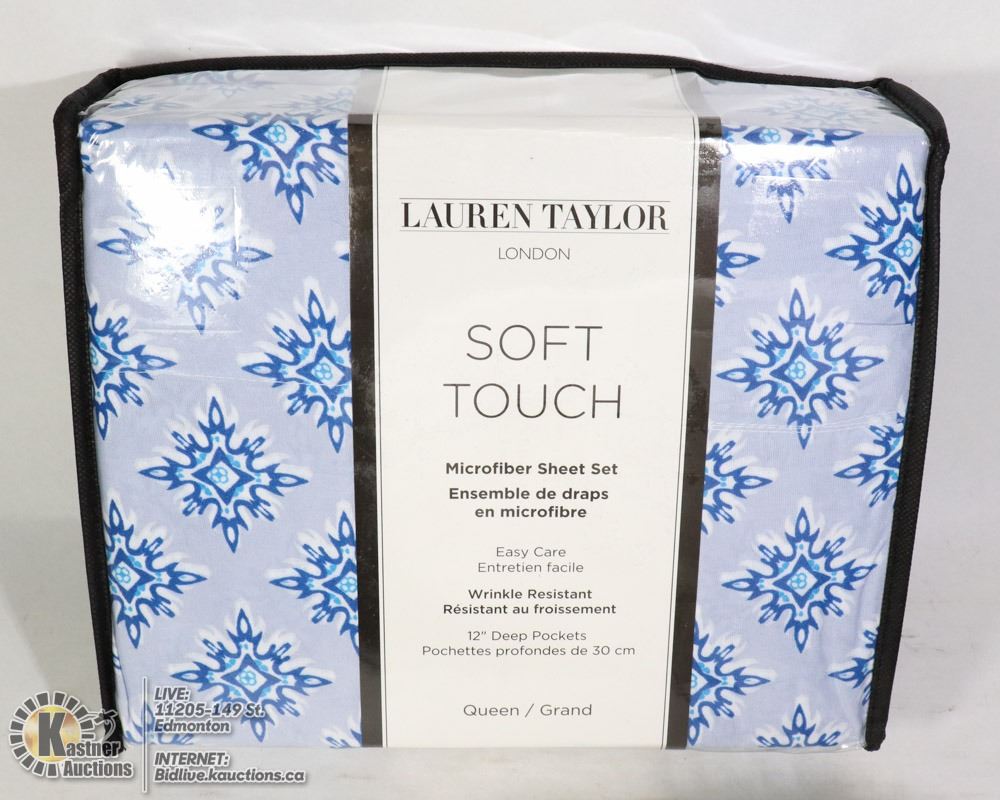 LAUREN TAYLOR
LONDON
SOFT
TOUCH
Microfiber Sheet Set
Ensemble de draps
en microfibre
Easy Care
Entretien facile
Wrinkle Resistant
Résistant au froissement
12" Deep Pockets
Pochettes profondes de 30 cm
Queen / Grand
K
Kastner
Auctions
LIVE:
11205-149 St.
Edmonton
INTERNET:
Bidlive.kauctions.ca